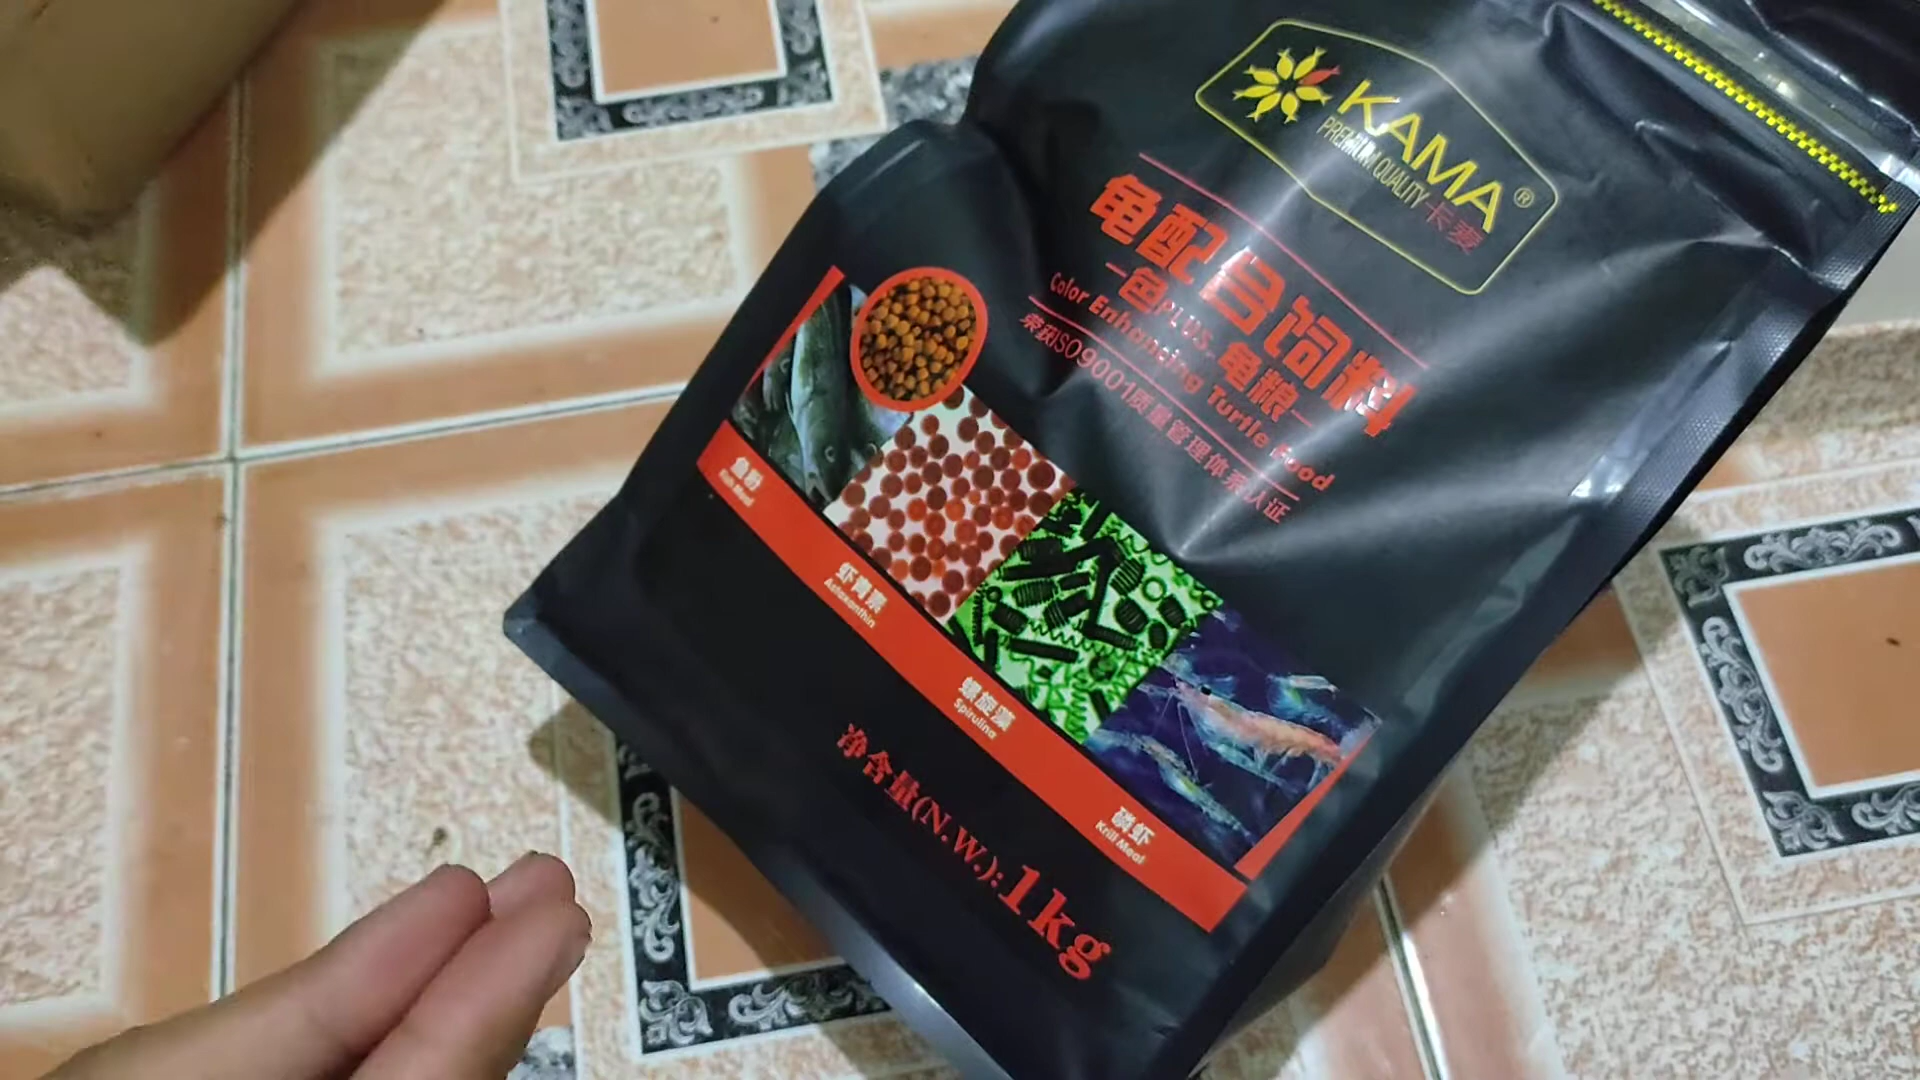 KAMA®
PREMIUM QUALITY 卡麦
龟配合饲料
—色PLUS 龟粮—
Color Enhancing Turtle Food
荣获ISO9001质量管理体系认证
鱼粉
Fish Meal
虾青素
Astaxanthin
螺旋藻
Spirulina
磷虾
Krill Meal
净含量(N.W.):1kg